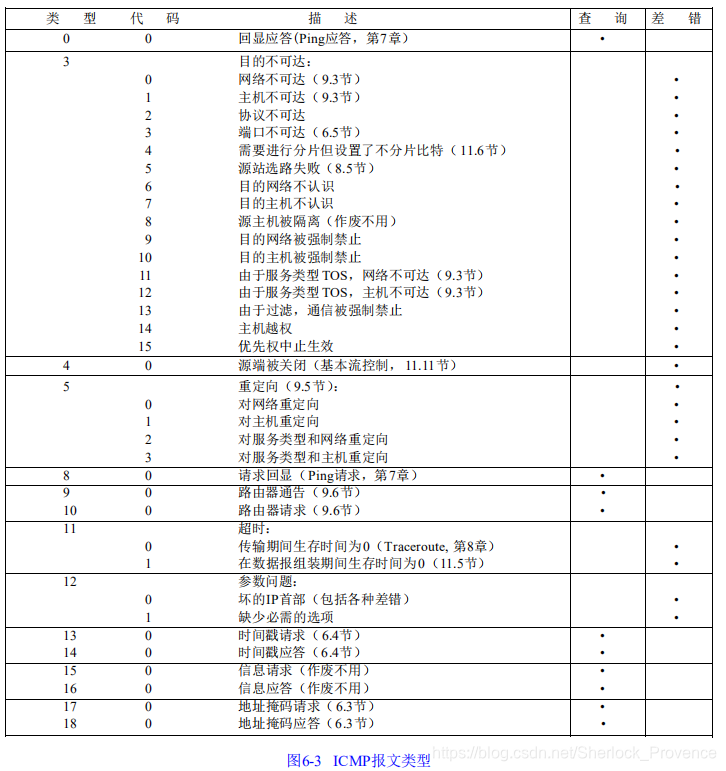 类 型 代 码 描 述 查 询 差 错
0 0 回显应答(Ping应答，第7章) •
3 目的不可达：
0 网络不可达（9.3节） •
1 主机不可达（9.3节） •
2 协议不可达 •
3 端口不可达（6.5节） •
4 需要进行分片但设置了不分片比特（11.6节） •
5 源站选路失败（8.5节） •
6 目的网络不认识 •
7 目的主机不认识 •
8 源主机被隔离（作废不用） •
9 目的网络被强制禁止 •
10 目的主机被强制禁止 •
11 由于服务类型TOS，网络不可达（9.3节） •
12 由于服务类型TOS，主机不可达（9.3节） •
13 由于过滤，通信被强制禁止 •
14 主机越权 •
15 优先权中止生效 •
4 0 源端被关闭（基本流控制，11.11节） •
5 重定向（9.5节）： •
0 对网络重定向 •
1 对主机重定向 •
2 对服务类型和网络重定向 •
3 对服务类型和主机重定向 •
8 0 请求回显（Ping请求，第7章） •
9 0 路由器通告（9.6节） •
10 0 路由器请求（9.6节） •
11 超时：
0 传输期间生存时间为0（Traceroute, 第8章） •
1 在数据报组装期间生存时间为0（11.5节） •
12 参数问题：
0 坏的IP首部（包括各种差错） •
1 缺少必需的选项 •
13 0 时间戳请求（6.4节） •
14 0 时间戳应答（6.4节） •
15 0 信息请求（作废不用） •
16 0 信息应答（作废不用） •
17 0 地址掩码请求（6.3节） •
18 0 地址掩码应答（6.3节） •
图6-3 ICMP报文类型
https://blog.csdn.net/Sherlock_Provence